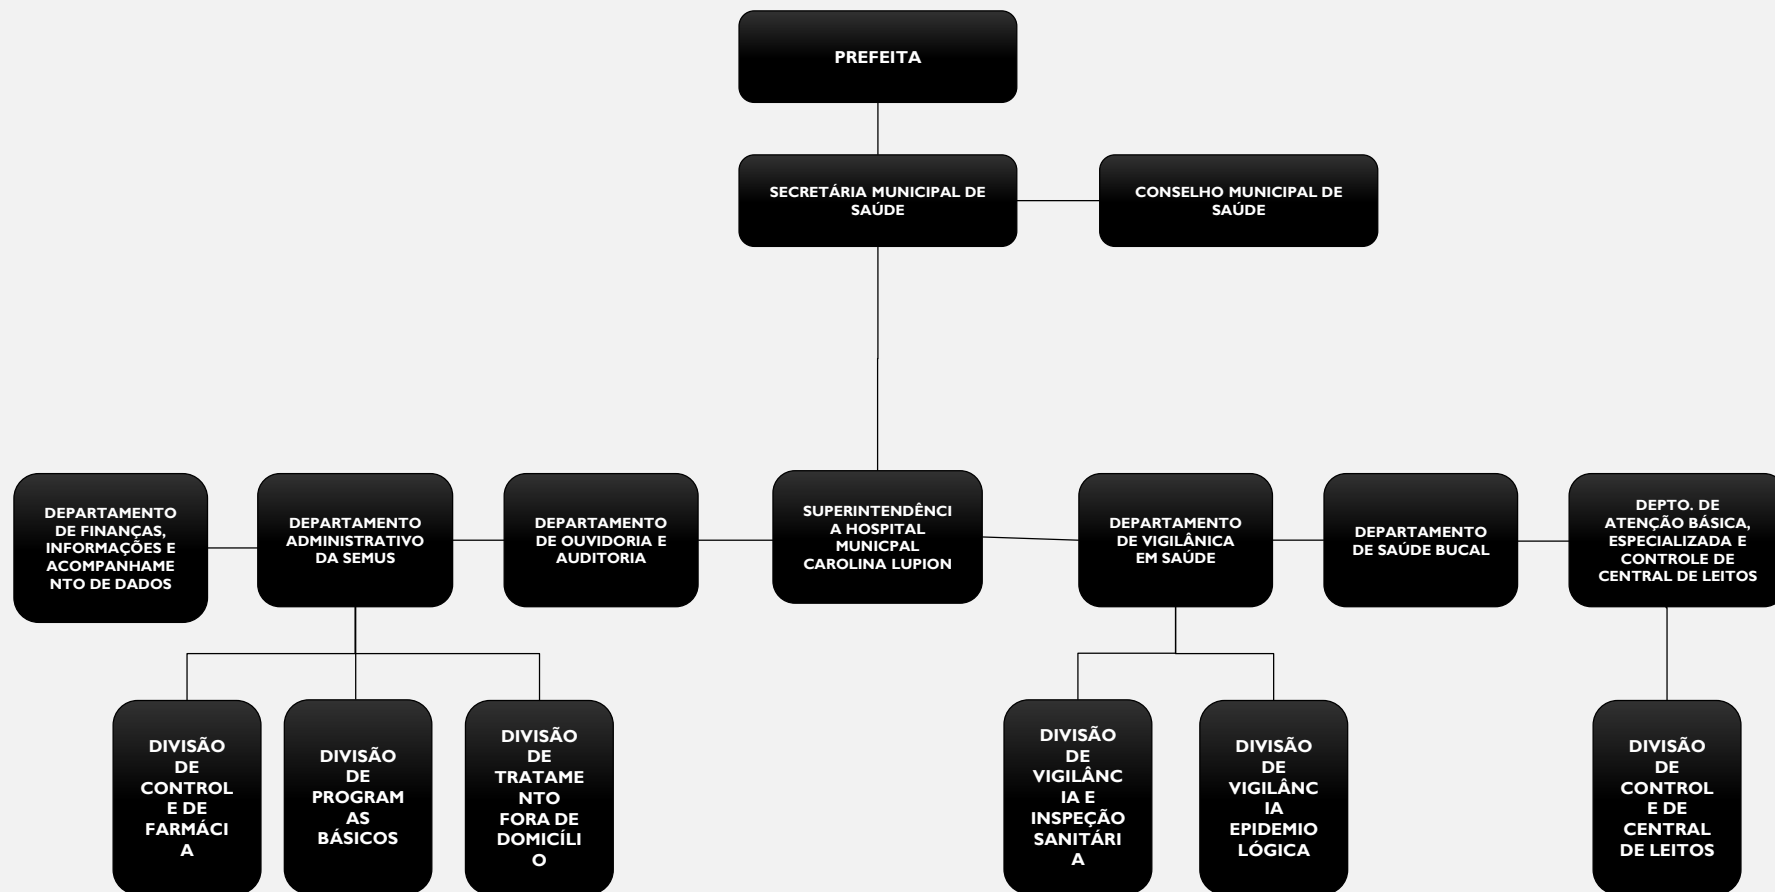 PREFEITA
SECRETÁRIA MUNICIPAL DE
SAÚDE
CONSELHO MUNICIPAL DE
SAÚDE
DEPARTAMENTO
DE FINANÇAS,
INFORMAÇÕES E
ACOMPANHAME
NTO DE DADOS
DEPARTAMENTO
ADMINISTRATIVO
DA SEMUS
DEPARTAMENTO
DE OUVIDORIA E
AUDITORIA
SUPERINTENDÊNCI
A HOSPITAL
MUNICPAL
CAROLINA LUPION
DEPARTAMENTO
DE VIGILÂNICA
EM SAÚDE
DEPARTAMENTO
DE SAÚDE BUCAL
DEPTO. DE
ATENÇÃO BÁSICA,
ESPECIALIZADA E
CONTROLE DE
CENTRAL DE LEITOS
DIVISÃO
DE
CONTROL
E DE
FARMÁCI
A
DIVISÃO
DE
PROGRAM
AS
BÁSICOS
DIVISÃO
DE
TRATAME
NTO
FORA DE
DOMICÍLI
O
DIVISÃO
DE
VIGILÂNC
IA E
INSPEÇÃO
SANITÁRI
A
DIVISÃO
DE
VIGILÂNC
IA
EPIDEMIO
LÓGICA
DIVISÃO
DE
CONTROL
E DE
CENTRAL
DE LEITOS